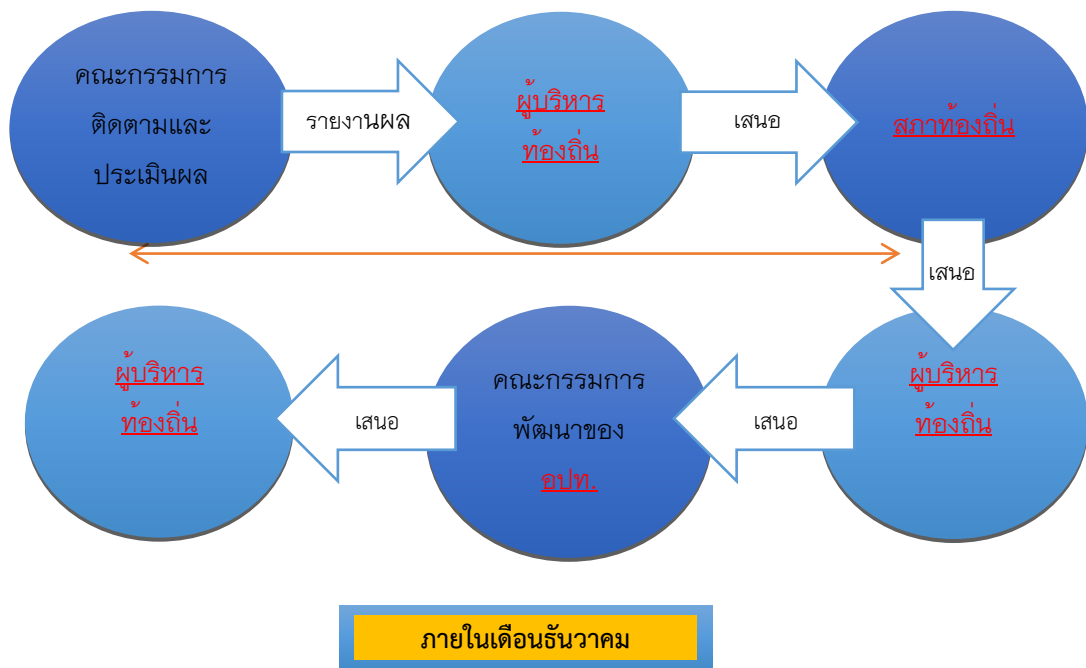 คณะกรรมการ
ติดตามและ
ประเมินผล
รายงานผล
ผู้บริหาร
ท้องถิ่น
เสนอ
สภาท้องถิ่น
เสนอ
ผู้บริหาร
ท้องถิ่น
เสนอ
คณะกรรมการ
พัฒนาของ
อปท.
เสนอ
ผู้บริหาร
ท้องถิ่น
ภายในเดือนธันวาคม